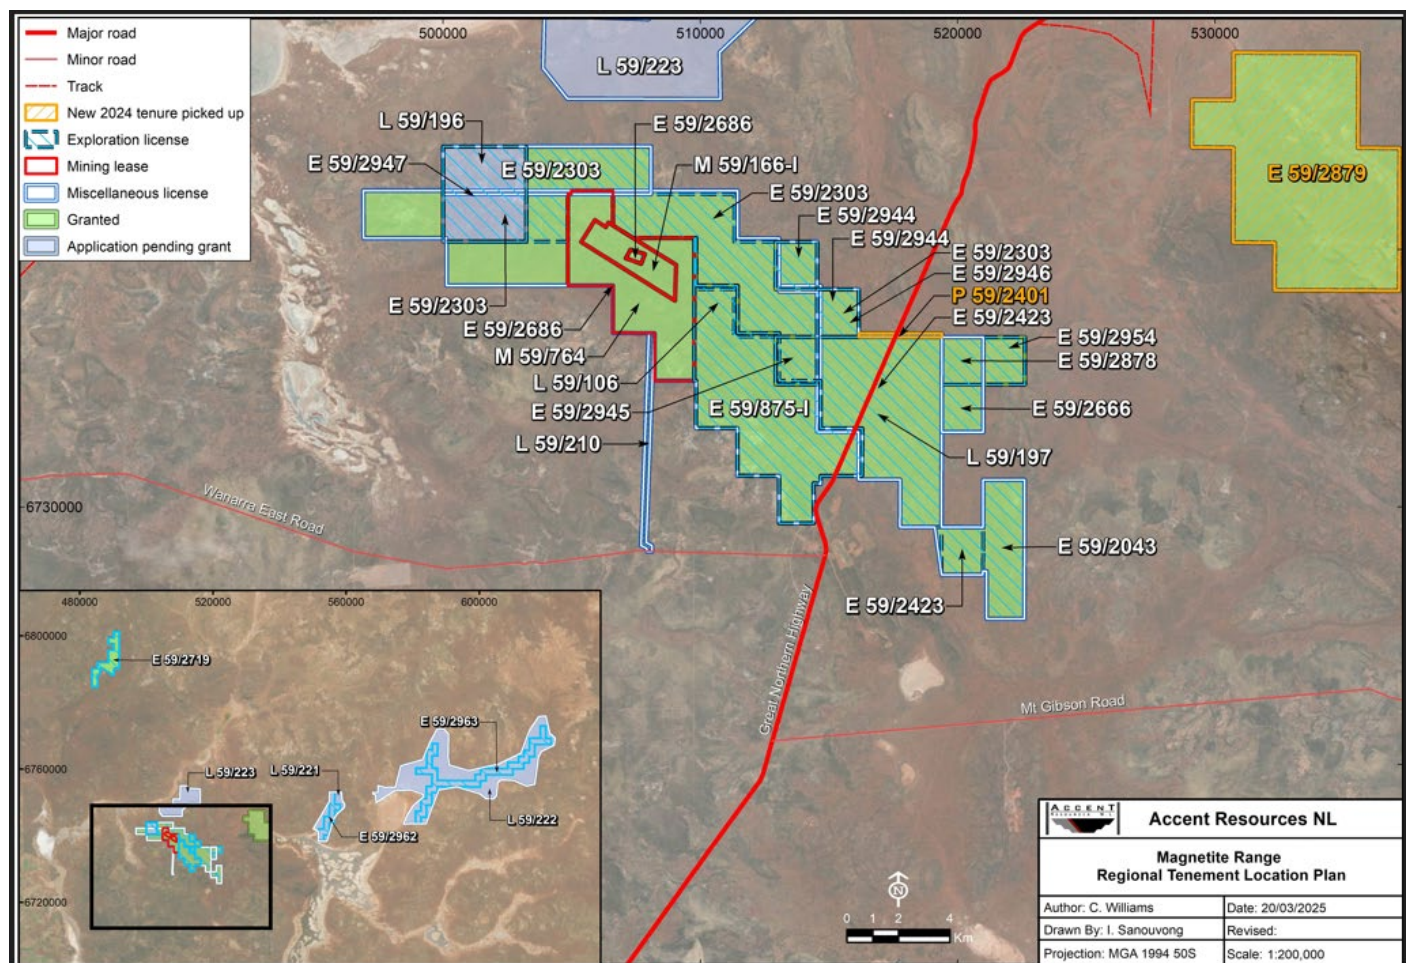 Major road
Minor road
Track
New 2024 tenure picked up
Exploration license
Mining lease
Miscellaneous license
Granted
Application pending grant
500000
510000
520000
530000
L 59/223
L 59/196
E 59/2686
E 59/2947
E 59/2303
M 59/166-I
E 59/2879
E 59/2303
E 59/2944
E 59/2944
E 59/2303
E 59/2946
P 59/2401
E 59/2423
E 59/2303
E 59/2686
M 59/764
L 59/106
E 59/2945
E 59/875-I
L 59/210
E 59/2954
E 59/2878
E 59/2666
L 59/197
6730000
Wanarra East Road
E 59/2043
E 59/2423
Great Northern Highway
Mt Gibson Road
480000
520000
560000
600000
6800000
E 59/2719
6760000
E 59/2963
L 59/223
L 59/221
L 59/222
E 59/2962
6720000
N
0 1 2 4
Km
ACCENT
RESOURCES N.L.
Accent Resources NL
Magnetite Range
Regional Tenement Location Plan
Author: C. Williams
Date: 20/03/2025
Drawn By: I. Sanouvong
Revised:
Projection: MGA 1994 50S
Scale: 1:200,000